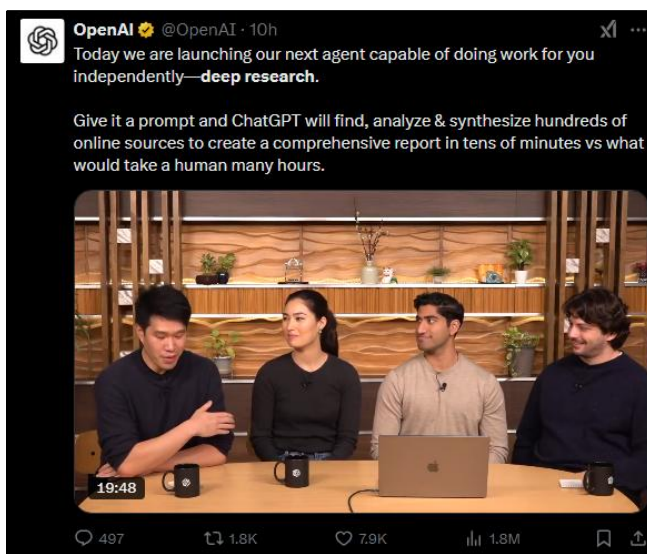 OpenAI @OpenAI · 10h
Today we are launching our next agent capable of doing work for you
independently—deep research.
Give it a prompt and ChatGPT will find, analyze & synthesize hundreds of
online sources to create a comprehensive report in tens of minutes vs what
would take a human many hours.
19:48
497 1.8K 7.9K 1.8M